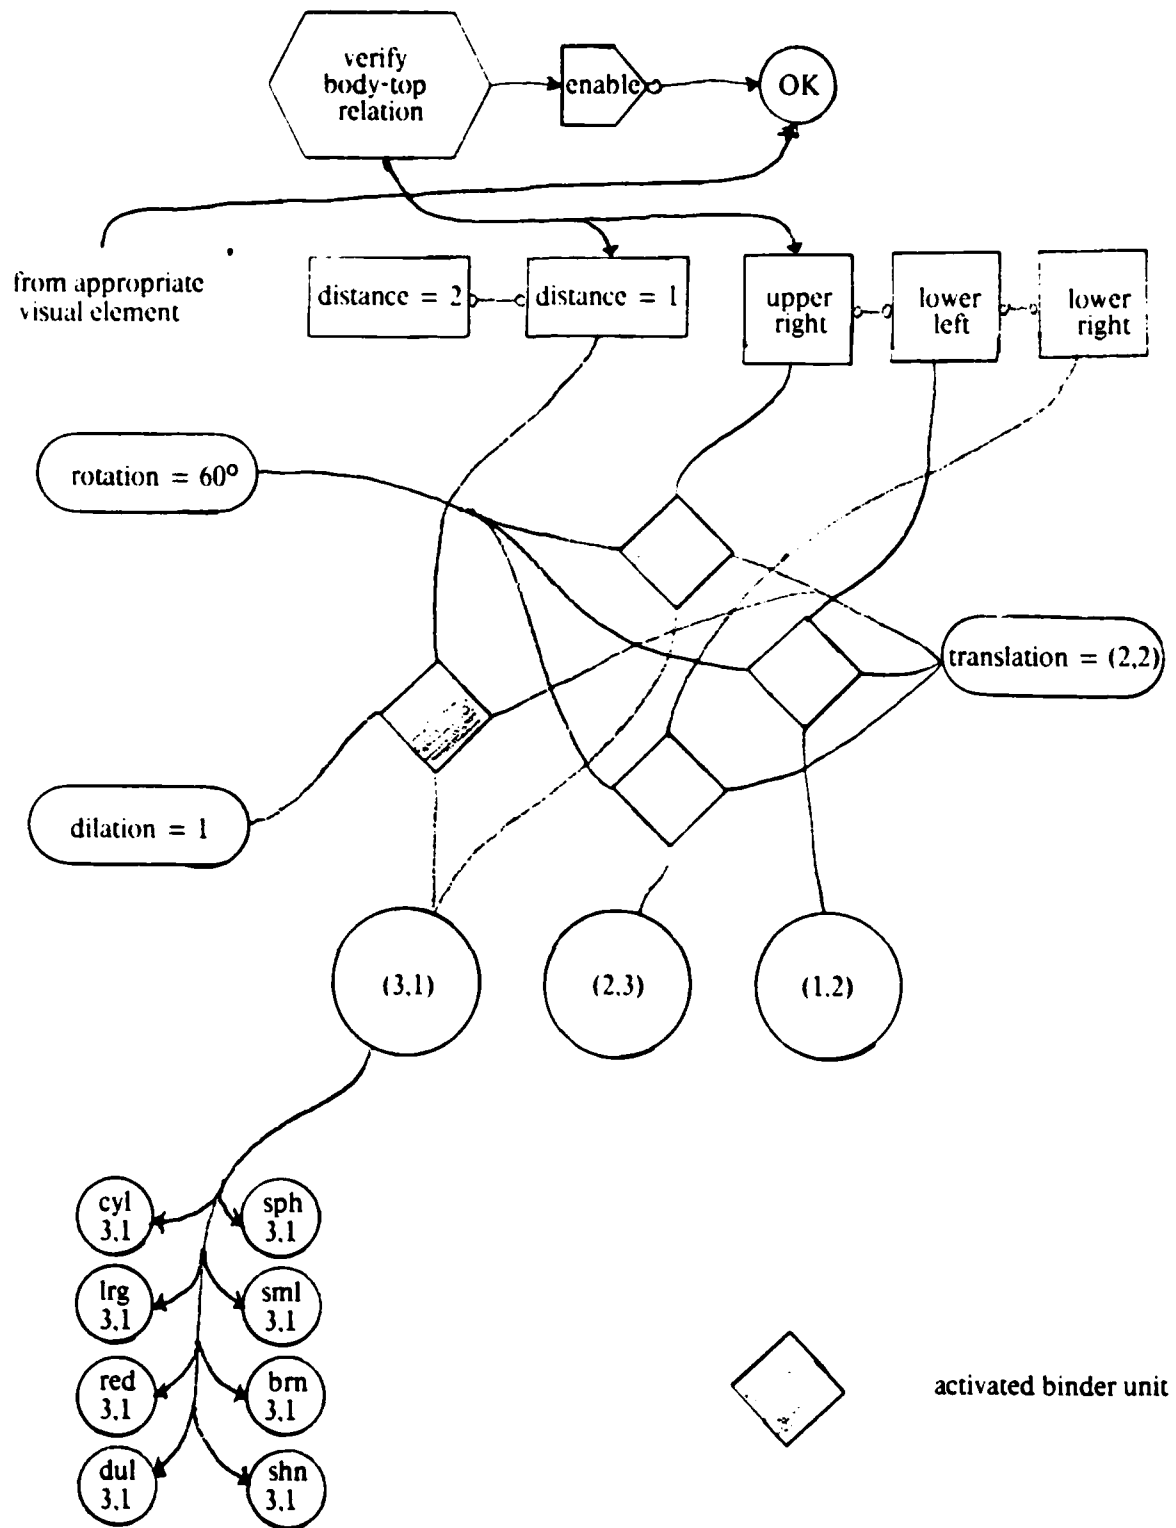 verify
body-top
relation
enable
OK
from appropriate
visual element
distance = 2
distance = 1
upper
right
lower
left
lower
right
rotation = 60°
translation = (2,2)
dilation = 1
(3,1)
(2,3)
(1,2)
cyl
3,1
sph
3,1
lrg
3,1
sml
3,1
red
3,1
brn
3,1
dul
3,1
shn
3,1
activated binder unit